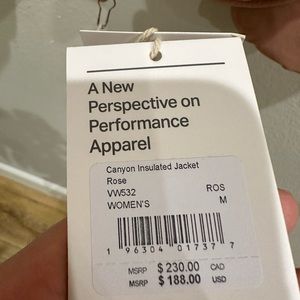 A New
Perspective on
Performance
Apparel
Canyon Insulated Jacket
Rose
VW532 ROS
WOMEN'S M
1 96304 01737 7
MSRP $ 230.00 CAD
MSRP $ 188.00 USD